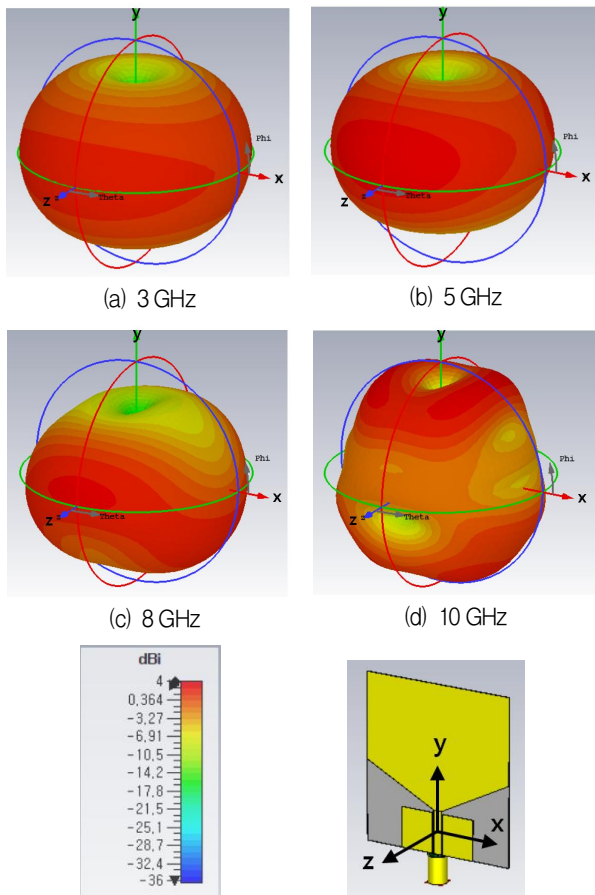 y
Phi
x
z
z
Theta
(a) 3 GHz
y
Phi
x
z
z
Theta
(b) 5 GHz
y
Phi
x
z
z
Theta
(c) 8 GHz
y
Phi
x
z
z
Theta
(d) 10 GHz
dBi
4
0,364
-3,27
-6,91
-10,5
-14,2
-17,8
-21,5
-25,1
-28,7
-32,4
-36
y
x
z